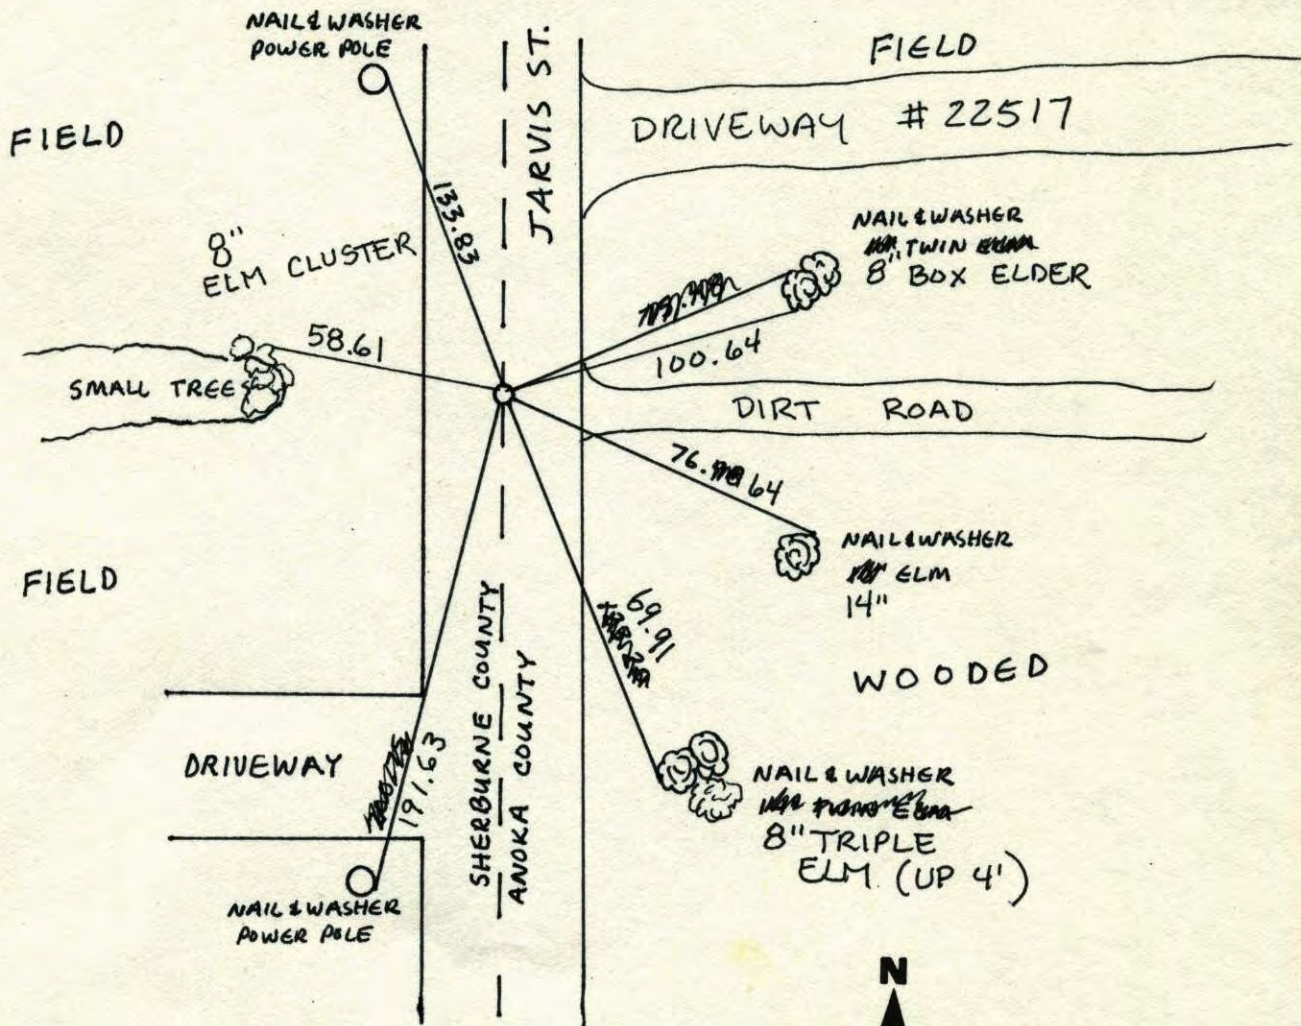 NAIL & WASHER
POWER POLE
JARVIS ST.
FIELD
DRIVEWAY # 22517
FIELD
133.83
8"
ELM CLUSTER
NAIL & WASHER
TWIN
8" BOX ELDER
58.61
100.64
SMALL TREES
DIRT ROAD
76. 64
NAIL & WASHER
ELM
14"
FIELD
69.91
WOODED
SHERBURNE COUNTY
ANOKA COUNTY
DRIVEWAY
191.63
NAIL & WASHER
8" TRIPLE
ELM (UP 4')
NAIL & WASHER
POWER POLE
N